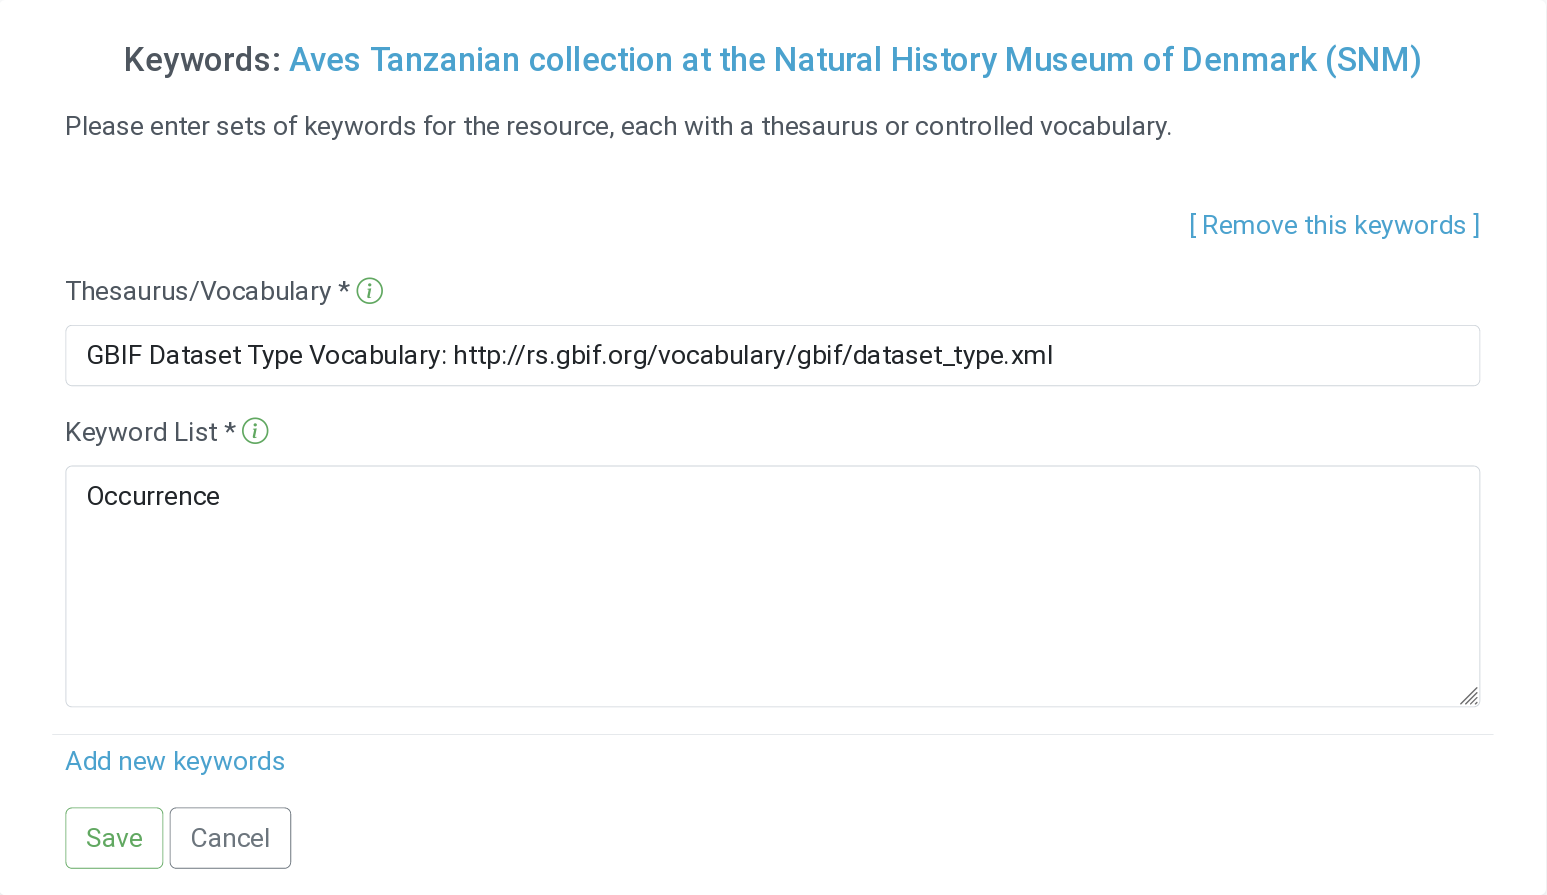 Keywords: Aves Tanzanian collection at the Natural History Museum of Denmark (SNM)
Please enter sets of keywords for the resource, each with a thesaurus or controlled vocabulary.
[ Remove this keywords ]
Thesaurus/Vocabulary * i
GBIF Dataset Type Vocabulary: http://rs.gbif.org/vocabulary/gbif/dataset_type.xml
Keyword List * i
Occurrence
Add new keywords
Save Cancel